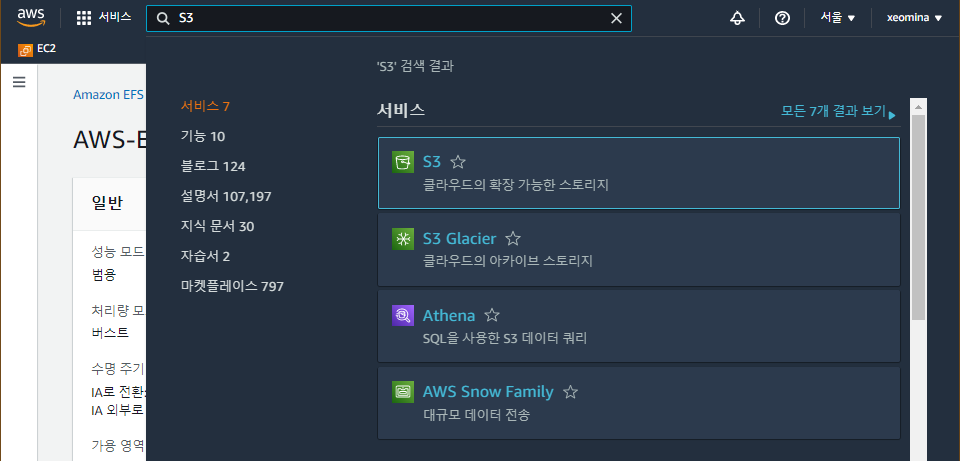 aws
서비스
S3
서울
xeomina
EC2
Amazon EFS
AWS-E
일반
성능 모드
범용
처리량 모
버스트
수명 주기
IA로 전환
IA 외부로
가용 영역
'S3' 검색 결과
서비스 7
기능 10
블로그 124
설명서 107,197
지식 문서 30
자습서 2
마켓플레이스 797
서비스
모든 7개 결과 보기
S3
클라우드의 확장 가능한 스토리지
S3 Glacier
클라우드의 아카이브 스토리지
Athena
SQL을 사용한 S3 데이터 쿼리
AWS Snow Family
대규모 데이터 전송